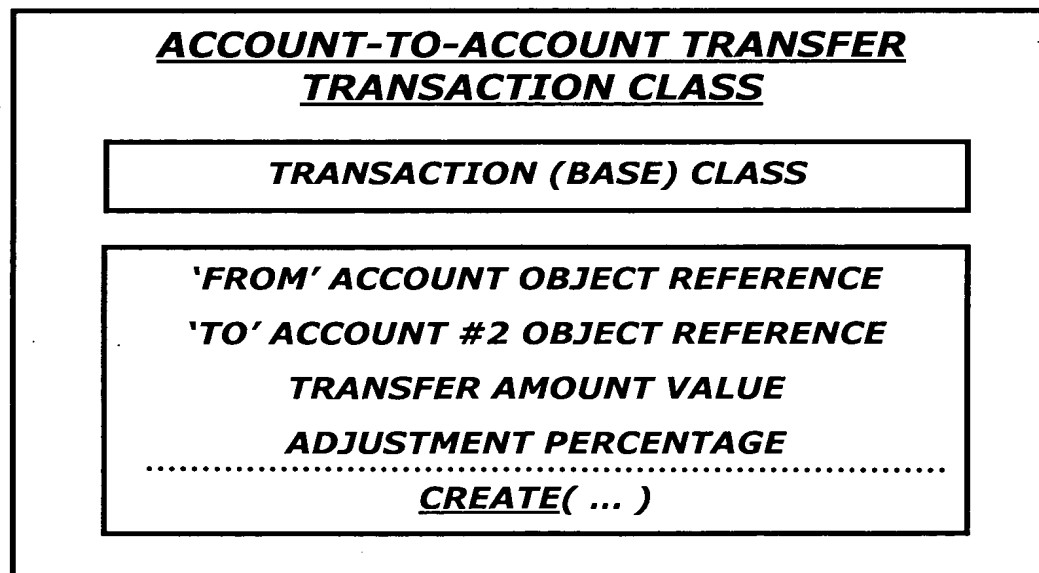 ACCOUNT-TO-ACCOUNT TRANSFER
TRANSACTION CLASS
TRANSACTION (BASE) CLASS
‘FROM’ ACCOUNT OBJECT REFERENCE
‘TO’ ACCOUNT #2 OBJECT REFERENCE
TRANSFER AMOUNT VALUE
ADJUSTMENT PERCENTAGE
CREATE( ... )